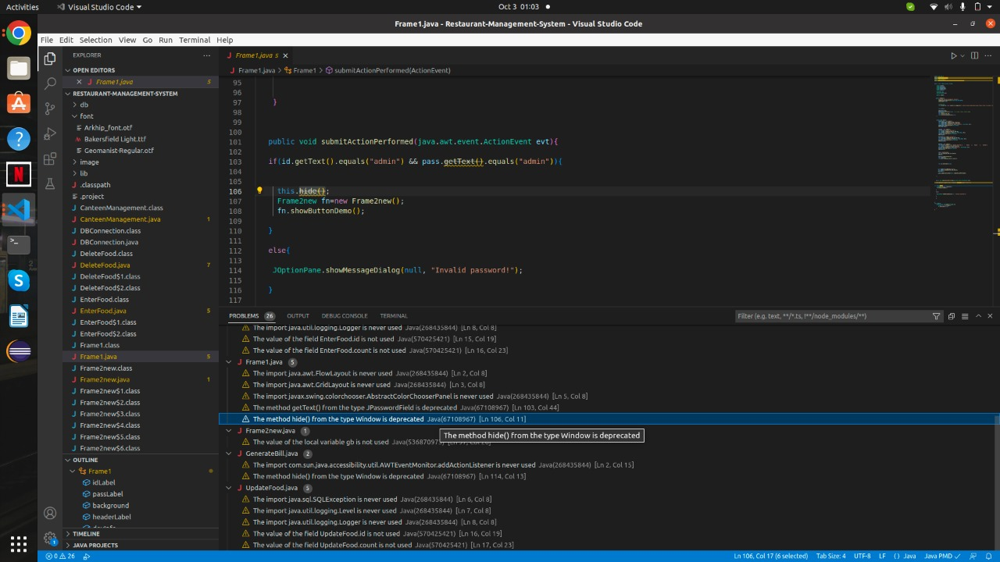 Activities
Visual Studio Code
Oct 3 01:03
Frame1.java - Restaurant-Management-System - Visual Studio Code
File Edit Selection View Go Run Terminal Help
EXPLORER
OPEN EDITORS
Frame1.java 5
RESTAURANT-MANAGEMENT-SYSTEM
db
font
Arkhip_font.otf
Bakersfield Light.ttf
Geomanist-Regular.otf
image
lib
.classpath
.project
CanteenManagement.class
CanteenManagement.java 1
DBConnection.class
DBConnection.java
DeleteFood.class
DeleteFood.java 7
DeleteFood$1.class
DeleteFood$2.class
EnterFood.class
EnterFood.java 5
EnterFood$1.class
EnterFood$2.class
Frame1.class
Frame1.java 5
Frame2new.class
Frame2new.java 1
Frame2new$1.class
Frame2new$2.class
Frame2new$3.class
Frame2new$4.class
Frame2new$5.class
Frame2new$6.class
OUTLINE
Frame1
idLabel
passLabel
background
headerLabel
TIMELINE
JAVA PROJECTS
Frame1.java 5
Frame1.java > Frame1 > submitActionPerformed(ActionEvent)
95
96
97 }
98
99
100
101 public void submitActionPerformed(java.awt.event.ActionEvent evt){
102
103 if(id.getText().equals("admin") && pass.getText().equals("admin")){
104
105
106 this.hide();
107 Frame2new fn=new Frame2new();
108 fn.showButtonDemo();
109
110 }
111
112 else{
113
114 JOptionPane.showMessageDialog(null, "Invalid password!");
115
116 }
117
PROBLEMS 26 OUTPUT DEBUG CONSOLE TERMINAL
Filter (e.g. text, **/*.ts, !**/node_modules/**)
The import java.util.logging.Logger is never used Java(268435844) [Ln 8, Col 8]
The value of the field EnterFood.id is not used Java(570425421) [Ln 15, Col 19]
The value of the field EnterFood.count is not used Java(570425421) [Ln 16, Col 23]
Frame1.java 5
The import java.awt.FlowLayout is never used Java(268435844) [Ln 2, Col 8]
The import java.awt.GridLayout is never used Java(268435844) [Ln 3, Col 8]
The import javax.swing.colorchooser.AbstractColorChooserPanel is never used Java(268435844) [Ln 5, Col 8]
The method getText() from the type JPasswordField is deprecated Java(67108967) [Ln 103, Col 44]
The method hide() from the type Window is deprecated Java(67108967) [Ln 106, Col 11]
Frame2new.java 1
The method hide() from the type Window is deprecated
The value of the local variable gb is not used
GenerateBill.java 2
The import com.sun.java.accessibility.util.AWTEventMonitor.addActionListener is never used Java(268435844) [Ln 2, Col 15]
The method hide() from the type Window is deprecated Java(67108967) [Ln 114, Col 13]
UpdateFood.java 5
The import java.sql.SQLException is never used Java(268435844) [Ln 6, Col 8]
The import java.util.logging.Level is never used Java(268435844) [Ln 7, Col 8]
The import java.util.logging.Logger is never used Java(268435844) [Ln 8, Col 8]
The value of the field UpdateFood.id is not used Java(570425421) [Ln 16, Col 19]
The value of the field UpdateFood.count is not used Java(570425421) [Ln 17, Col 23]
0 26
Ln 106, Col 17 (6 selected) Tab Size: 4 UTF-8 LF { } Java Java PMD ✓